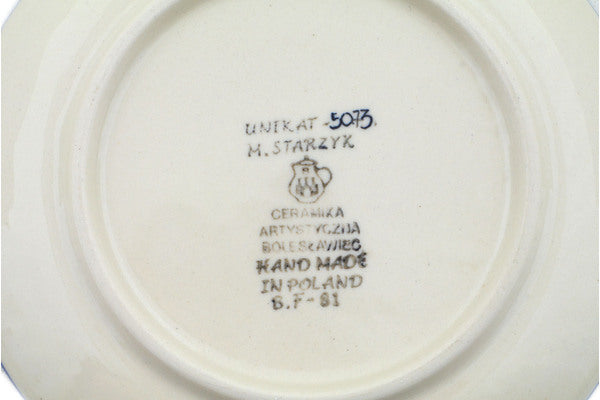 UNIKAT -5073.
M. STARZYK
CERAMIKA
ARTYSTYCZNA
BOLESŁAWIEC
HAND MADE
IN POLAND
B.F-81